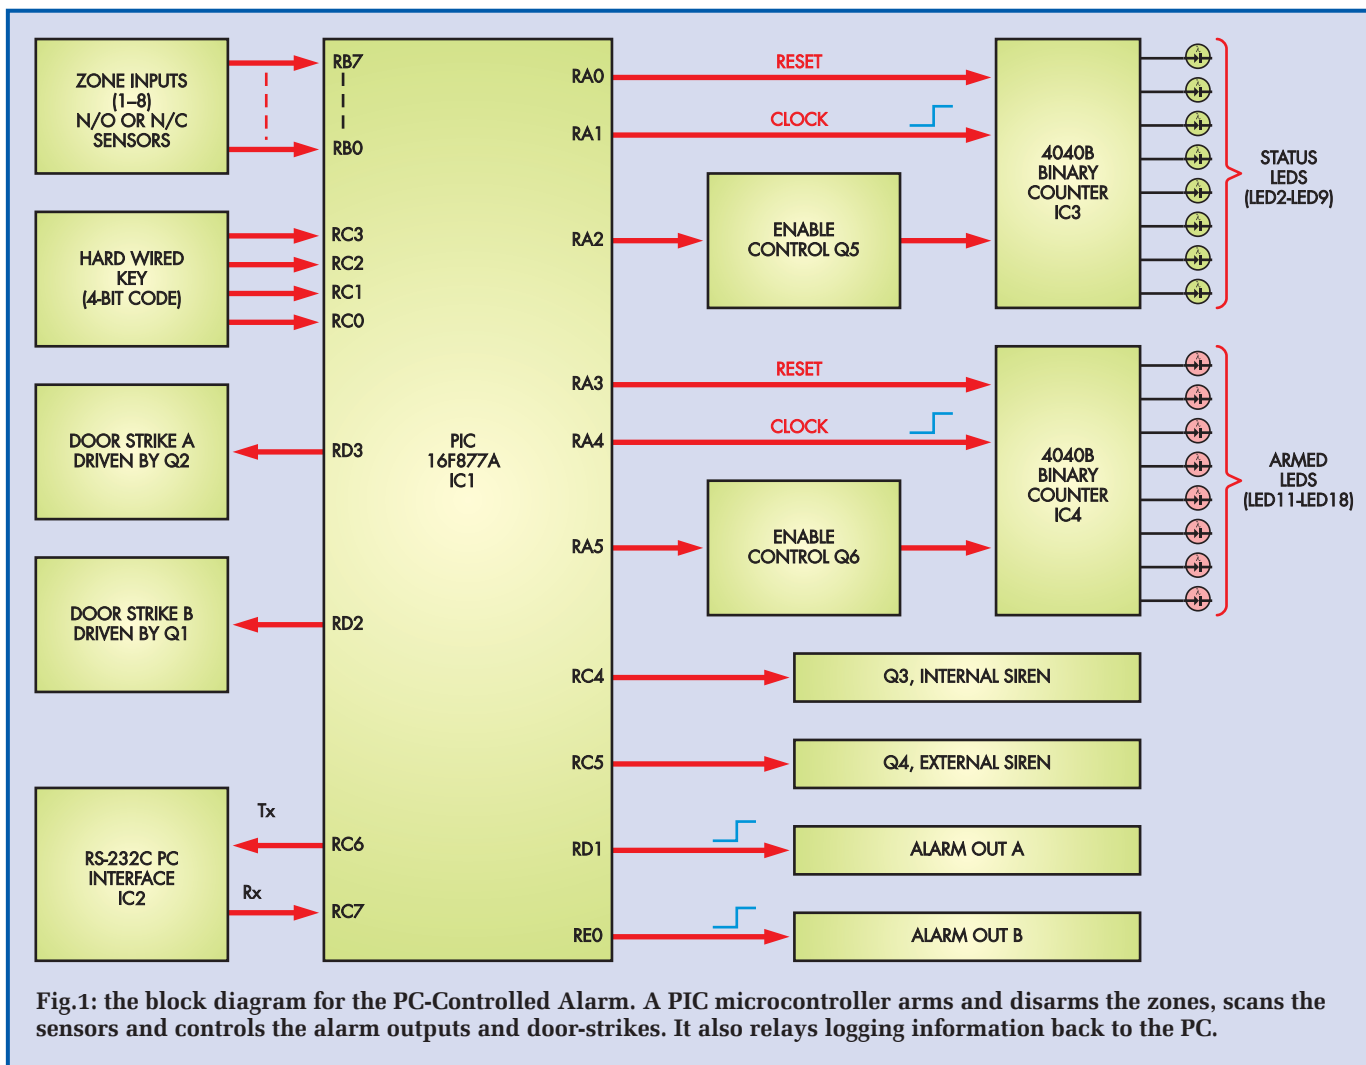 ZONE INPUTS
(1–8)
N/O OR N/C
SENSORS
HARD WIRED
KEY
(4-BIT CODE)
DOOR STRIKE A
DRIVEN BY Q2
DOOR STRIKE B
DRIVEN BY Q1
Tx
RS-232C PC
INTERFACE
IC2
Rx
RB7
RB0
RC3
RC2
RC1
RC0
RD3
RD2
RC6
RC7
PIC
16F877A
IC1
RA0
RA1
RA2
RA3
RA4
RA5
RC4
RC5
RD1
RE0
RESET
CLOCK
ENABLE
CONTROL Q5
4040B
BINARY
COUNTER
IC3
STATUS
LEDS
(LED2-LED9)
RESET
CLOCK
ENABLE
CONTROL Q6
4040B
BINARY
COUNTER
IC4
ARMED
LEDS
(LED11-LED18)
Q3, INTERNAL SIREN
Q4, EXTERNAL SIREN
ALARM OUT A
ALARM OUT B
Fig.1: the block diagram for the PC-Controlled Alarm. A PIC microcontroller arms and disarms the zones, scans the
sensors and controls the alarm outputs and door-strikes. It also relays logging information back to the PC.